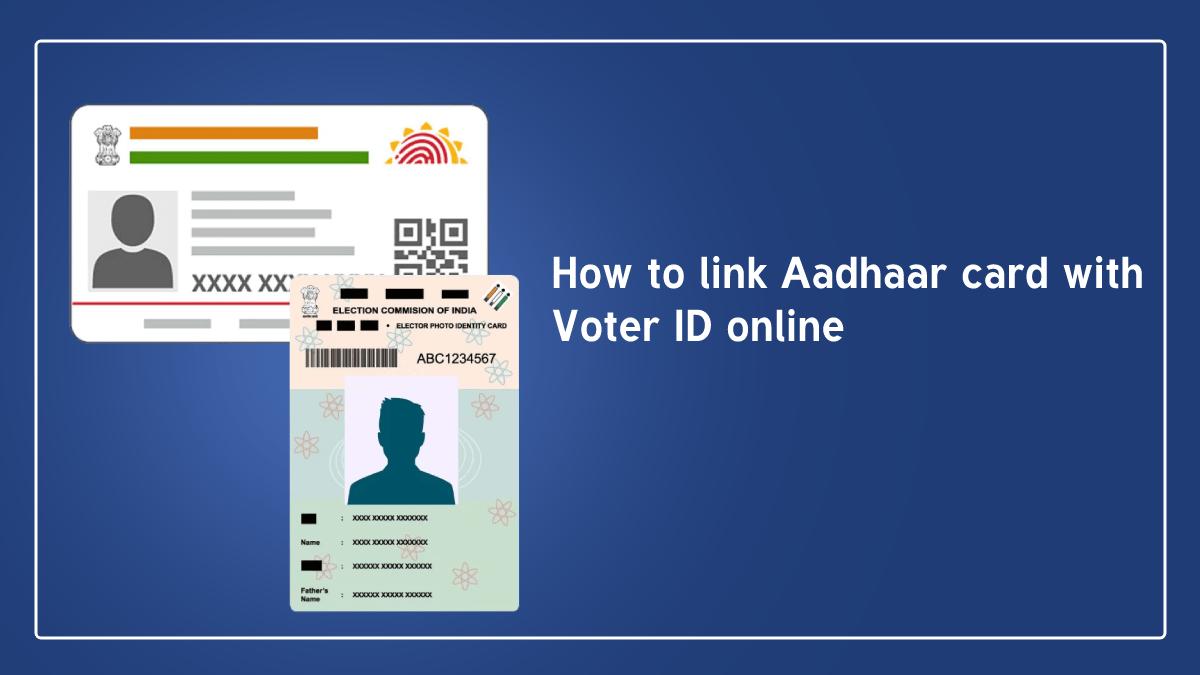 XXXX XX
ELECTION COMMISION OF INDIA
• ELECTOR PHOTO IDENTITY CARD
ABC1234567
: XXXX XXXXX XXXXXXX
Name : XXXX XXXXX XXXXXXX
: XXXXXX XXXXX XXXXXX
Father's
Name : XXXXXX XXXXX XXXXXX
How to link Aadhaar card with
Voter ID online